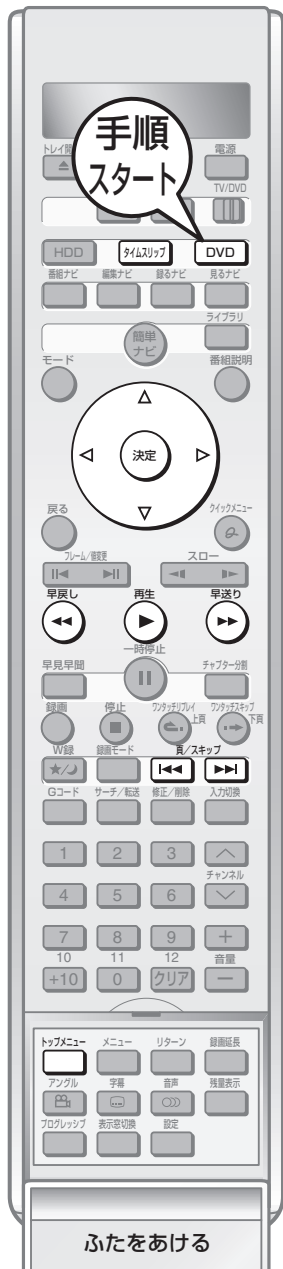 手順
スタート
トレイ開
電源
TV/DVD
HDD
タイムスリップ
DVD
番組ナビ
編集ナビ
録るナビ
見るナビ
ライブラリ
簡単
ナビ
モード
番組説明
決定
戻る
クイックメニュー
フレーム/個変更
スロー
早戻し
再生
早送り
一時停止
早見早聞
チャプター分割
録画
停止
ワンタッチリプレイ
ワンタッチスキップ
上頁
下頁
W録
録画モード
頁/スキップ
Gコード
サーチ/転送
修正/削除
入力切換
1
2
3
チャンネル
4
5
6
7
8
9
+
10
11
12
音量
+10
0
クリア
−
トップメニュー
メニュー
リターン
録画延長
アングル
字幕
音声
残量表示
プログレッシブ
表示窓切換
設定
ふたをあける